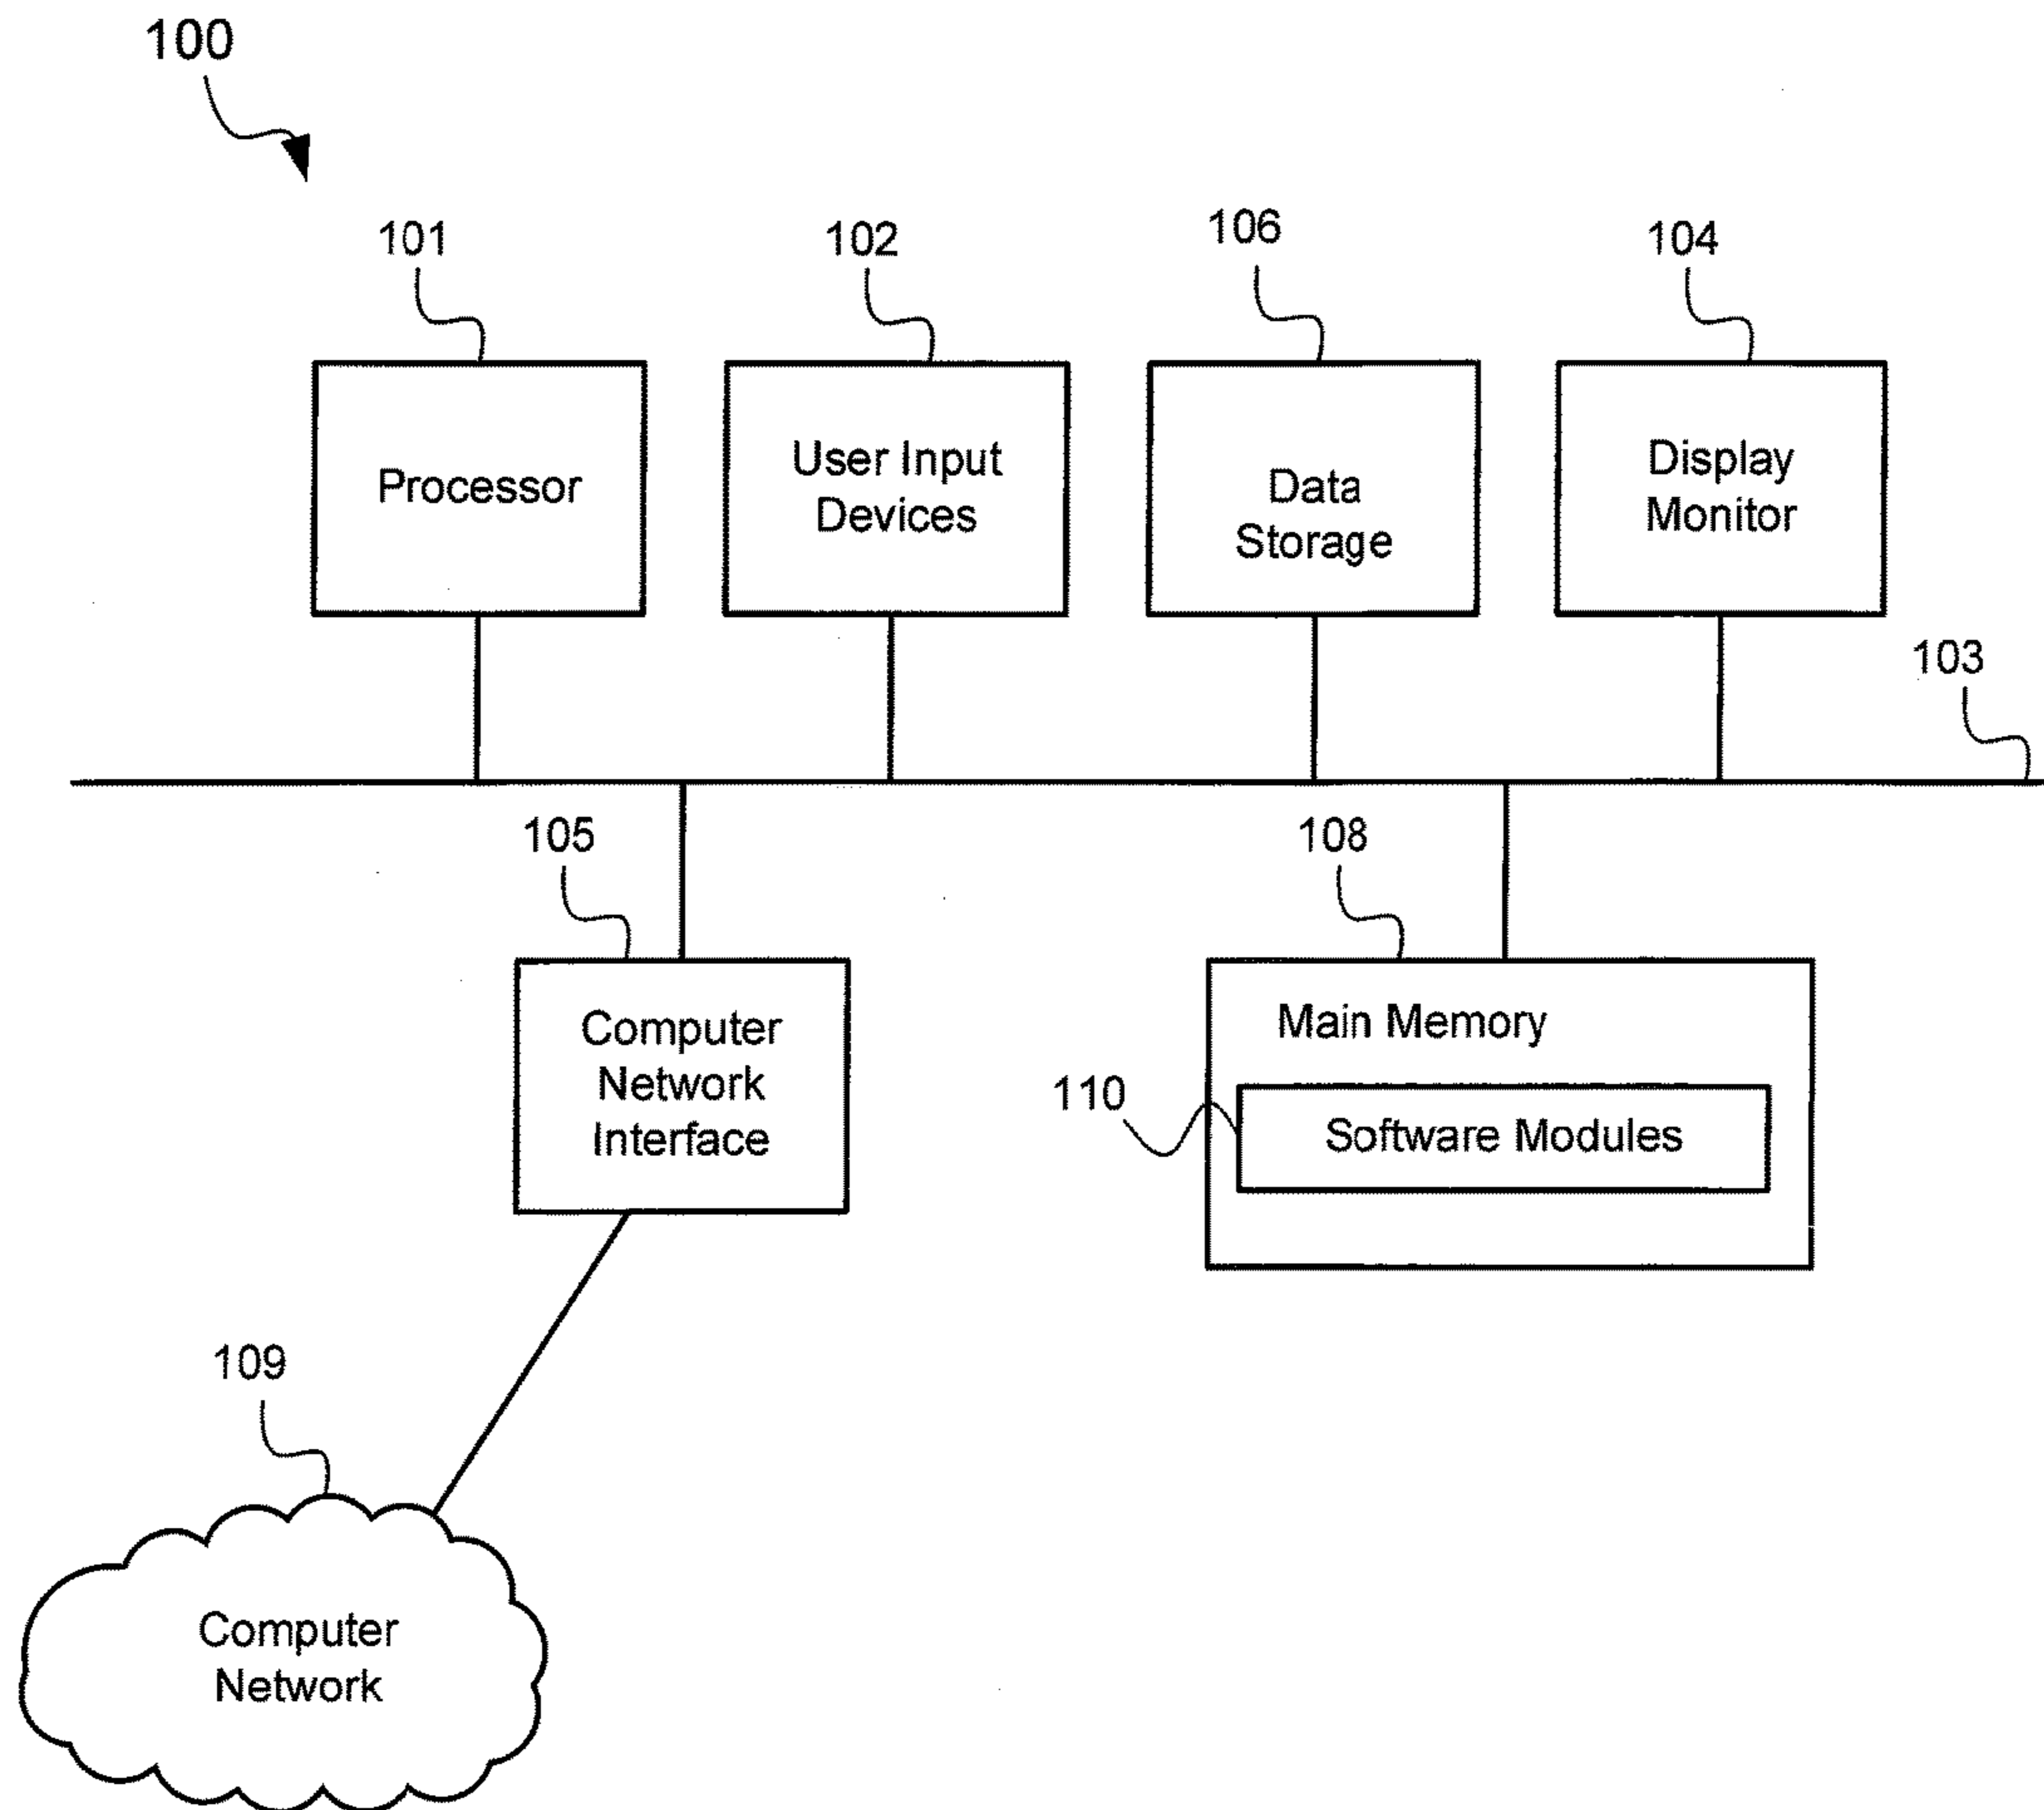 100
101
102
106
104
Processor
User Input
Devices
Data
Storage
Display
Monitor
103
105
108
Computer
Network
Interface
Main Memory
110
Software Modules
109
Computer
Network